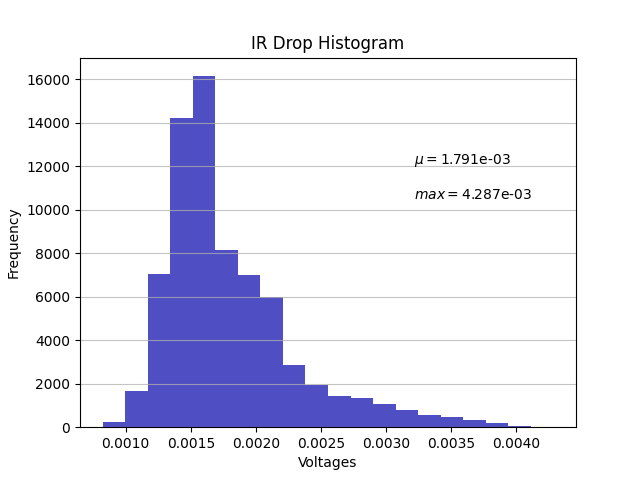 IR Drop Histogram
16000
14000
12000
10000
8000
6000
4000
2000
0
Frequency
μ = 1.791e-03
max = 4.287e-03
0.0010 0.0015 0.0020 0.0025 0.0030 0.0035 0.0040
Voltages